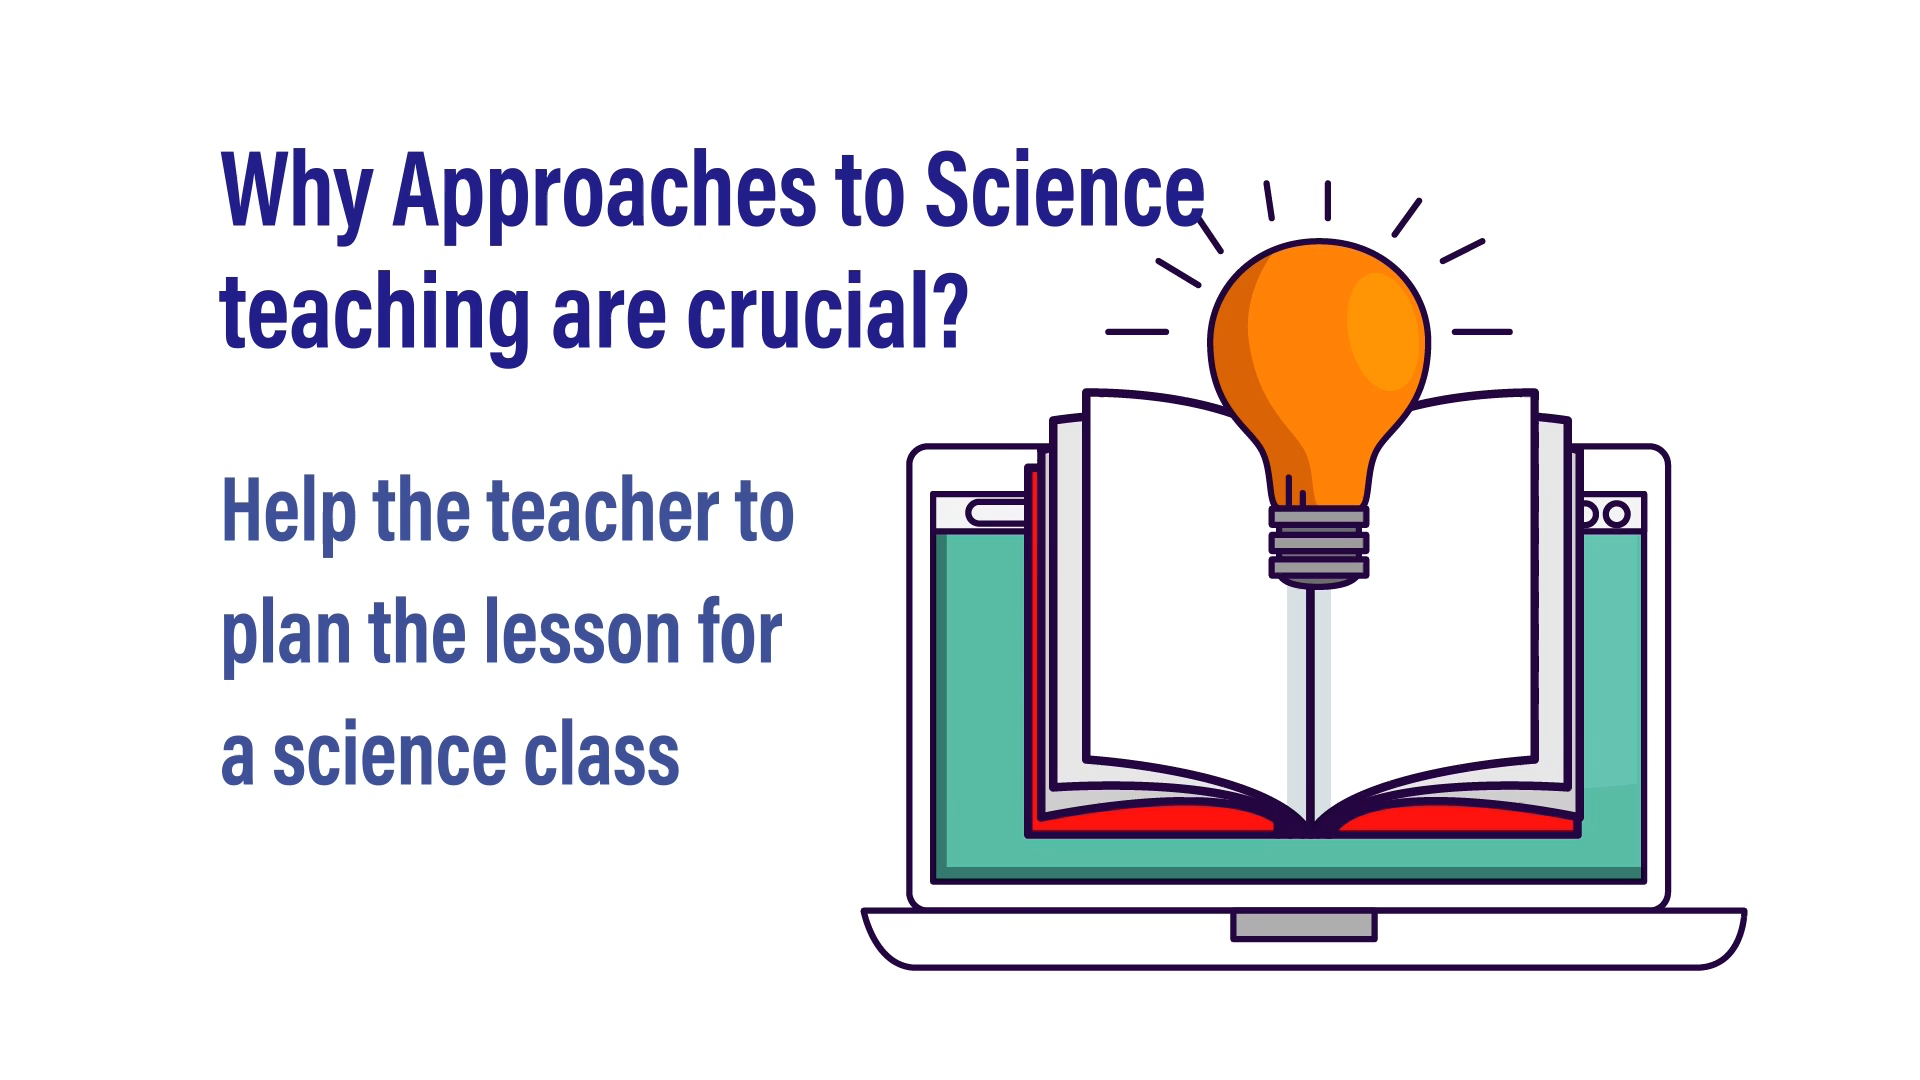 Why Approaches to Science
teaching are crucial?
Help the teacher to
plan the lesson for
a science class